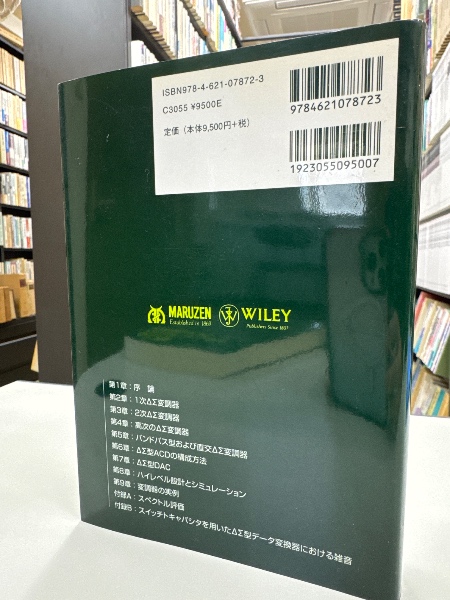 ISBN978-4-621-07872-3
C3055 ¥9500E
定価（本体9,500円+税）
9784621078723
1923055095007
MARUZEN
Established in 1869
WILEY
Publishers Since 1807
第1章：序 論
第2章：1次ΔΣ変調器
第3章：2次ΔΣ変調器
第4章：高次のΔΣ変調器
第5章：バンドパス型および直交ΔΣ変調器
第6章：ΔΣ型ACDの構成方法
第7章：ΔΣ型DAC
第8章：ハイレベル設計とシミュレーション
第9章：変調器の実例
付録A：スペクトル評価
付録B：スイッチトキャパシタを用いたΔΣ型データ変換器における雑音